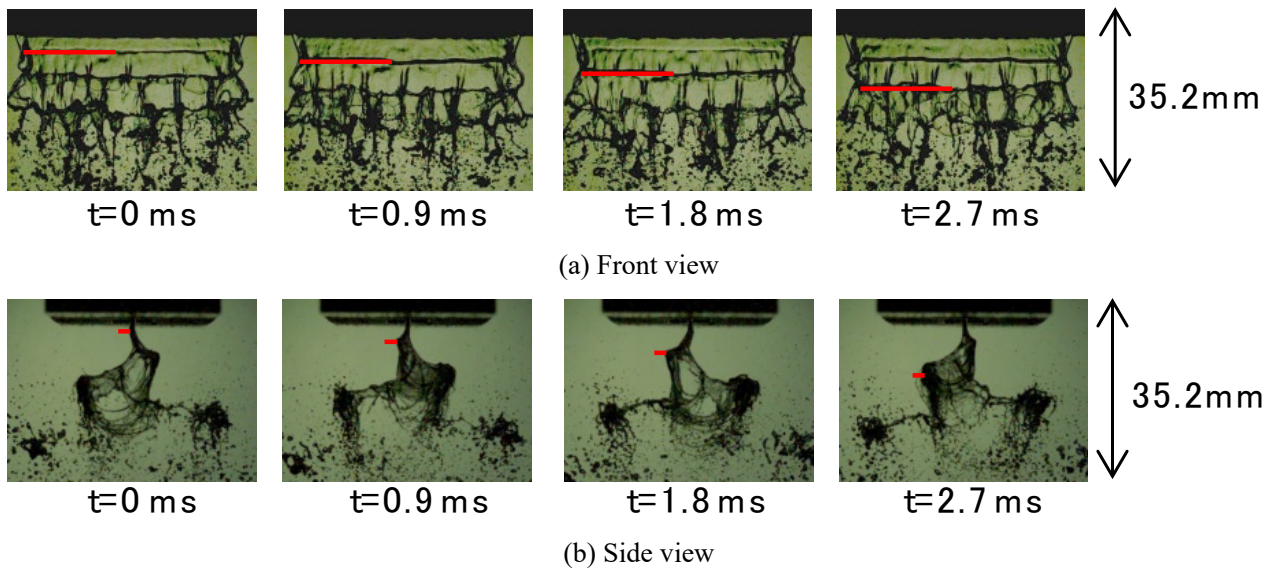 35.2mm
t=0 ms t=0.9 ms t=1.8 ms t=2.7 ms
(a) Front view
35.2mm
t=0 ms t=0.9 ms t=1.8 ms t=2.7 ms
(b) Side view